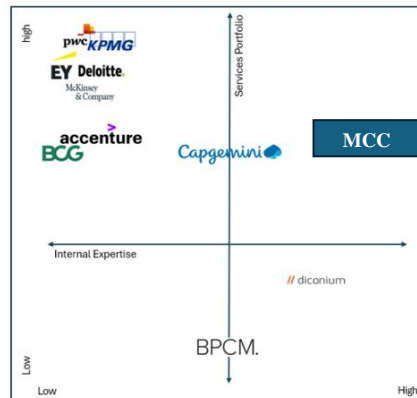 high
pwc KPMG
EY Deloitte.
McKinsey
& Company
Services Portfolio
accenture
BCG
Capgemini
MCC
Internal Expertise
// diconium
BPCM.
Low
Low
High